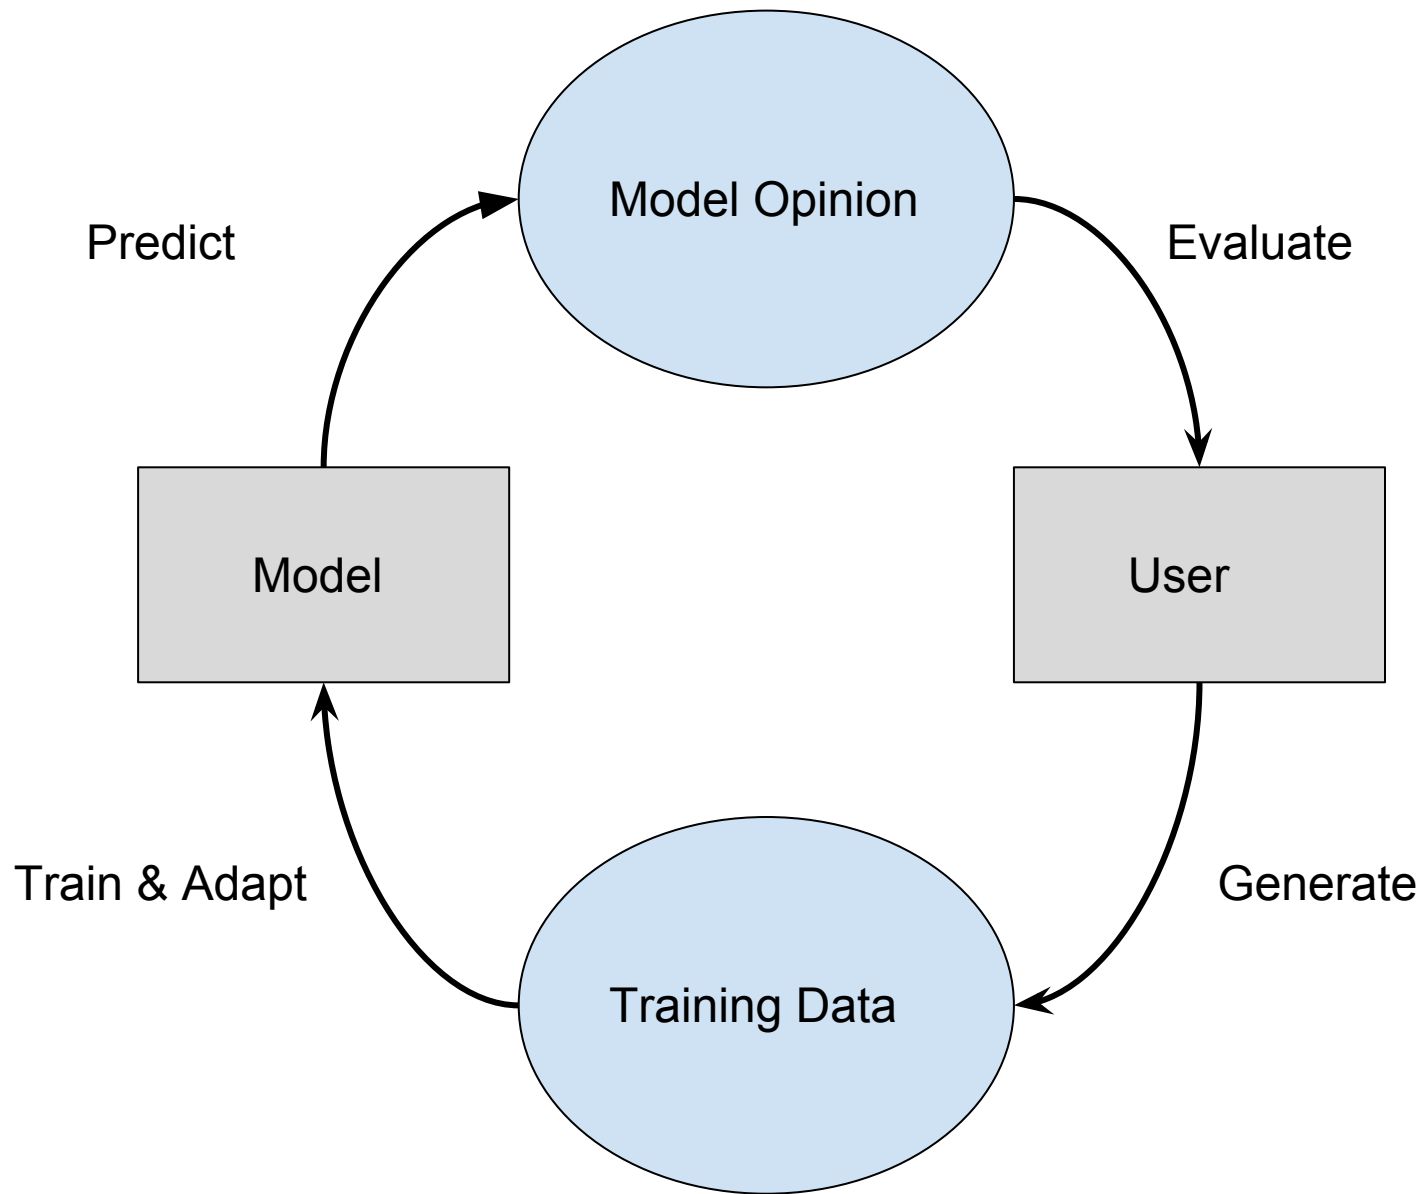 Model Opinion
Predict
Evaluate
Model
User
Train & Adapt
Generate
Training Data